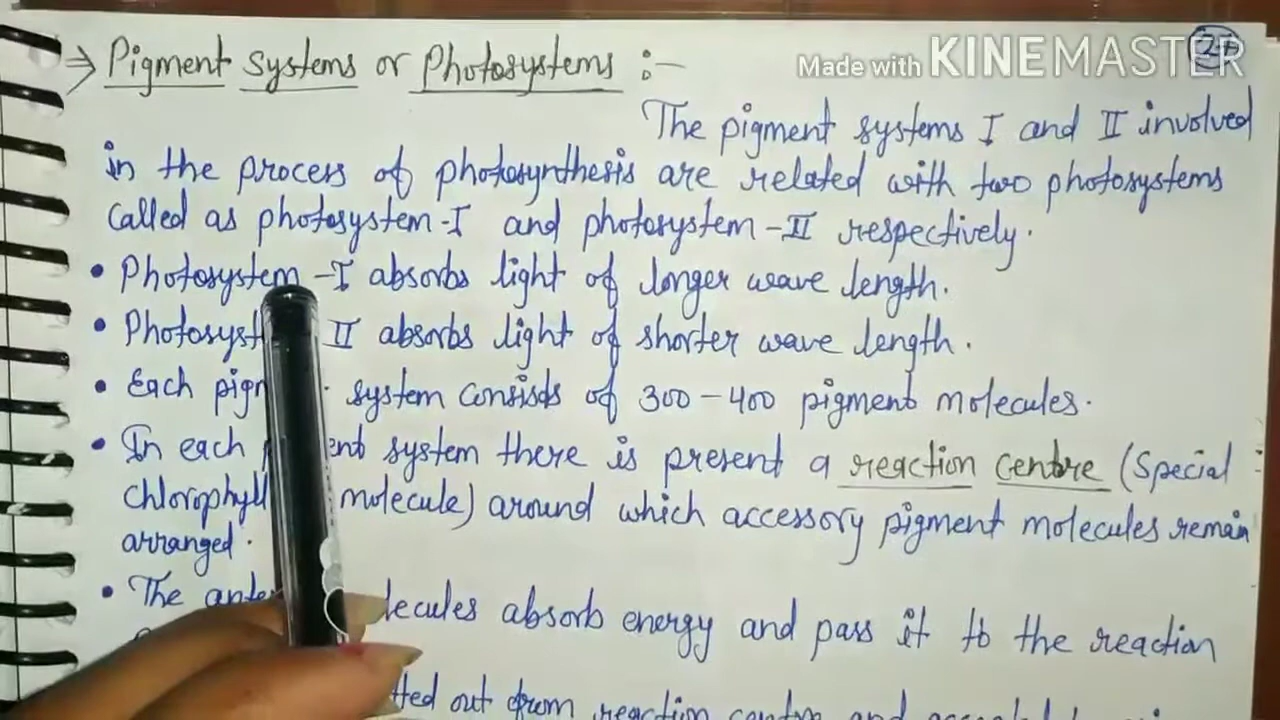 ⇒ Pigment systems or Photosystems :-
Made with KINEMASTER
The pigment systems I and II involved
in the process of photosynthesis are related with two photosystems
called as photosystem-I and photosystem-II respectively.
• Photosystem-I absorbs light of longer wave length.
• Photosyst II absorbs light of shorter wave length.
• Each pigm system consists of 300-400 pigment molecules.
• In each ent system there is present a reaction centre (special
chlorophyll molecule) around which accessory pigment molecules remain
arranged.
• The ante lecules absorb energy and pass it to the reaction
tted out from reaction